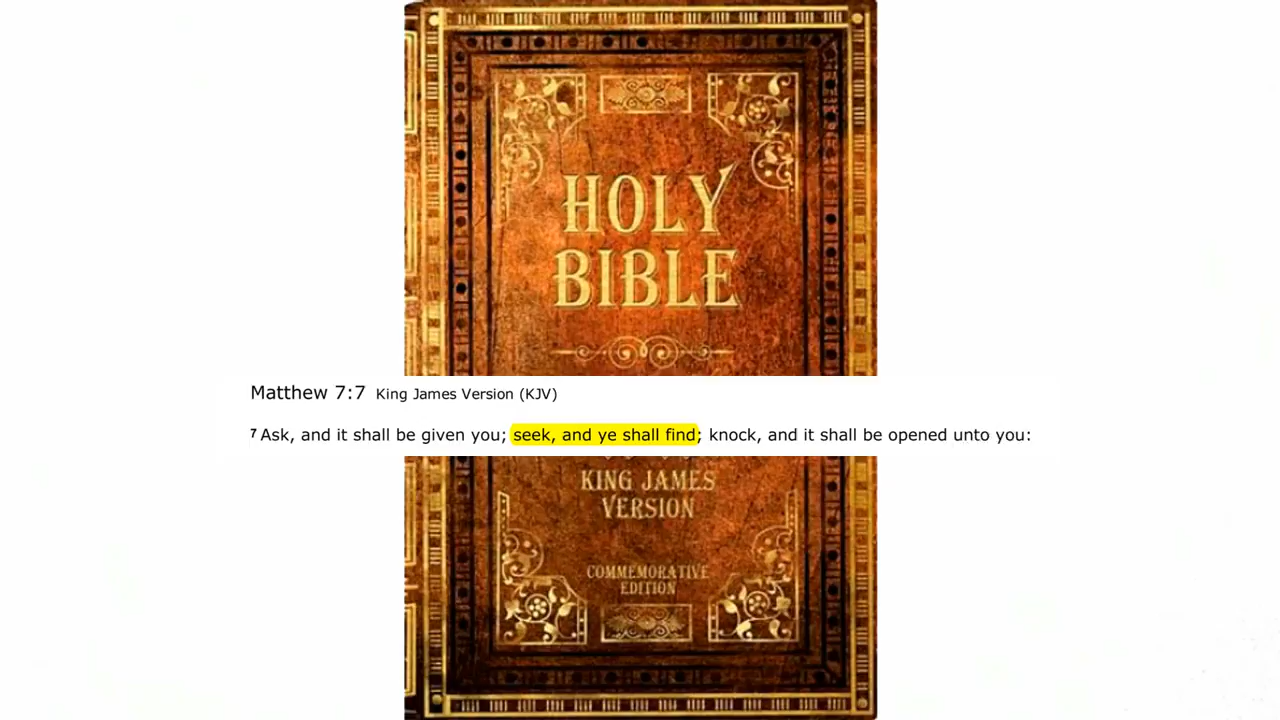 HOLY
BIBLE
Matthew 7:7 King James Version (KJV)
7 Ask, and it shall be given you; seek, and ye shall find; knock, and it shall be opened unto you:
KING JAMES
VERSION
COMMEMORATIVE
EDITION